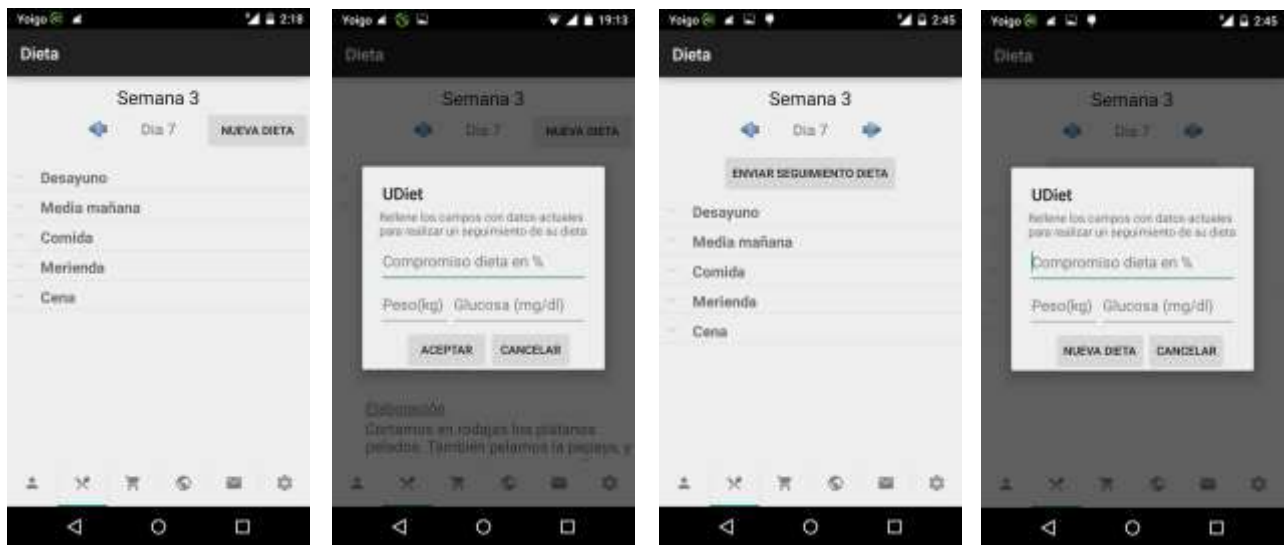 Yoigo 2:18
Dieta
Semana 3
Dia 7 NUEVA DIETA
Desayuno
Media mañana
Comida
Merienda
Cena
Yoigo 19:13
Dieta
Semana 3
Dia 7 NUEVA DIETA
UDiet
Rellene los campos con datos actuales
para realizar un seguimiento de su dieta
Compromiso dieta en %
Peso(kg) Glucosa (mg/dl)
ACEPTAR CANCELAR
Elaboración
Cortamos en rodajas los plátanos
pelados. También pelamos la papaya, y
Yoigo 2:45
Dieta
Semana 3
Dia 7
ENVIAR SEGUIMIENTO DIETA
Desayuno
Media mañana
Comida
Merienda
Cena
Yoigo 2:45
Dieta
Semana 3
Dia 7
UDiet
Rellene los campos con datos actuales
para realizar un seguimiento de su dieta
Compromiso dieta en %
Peso(kg) Glucosa (mg/dl)
NUEVA DIETA CANCELAR